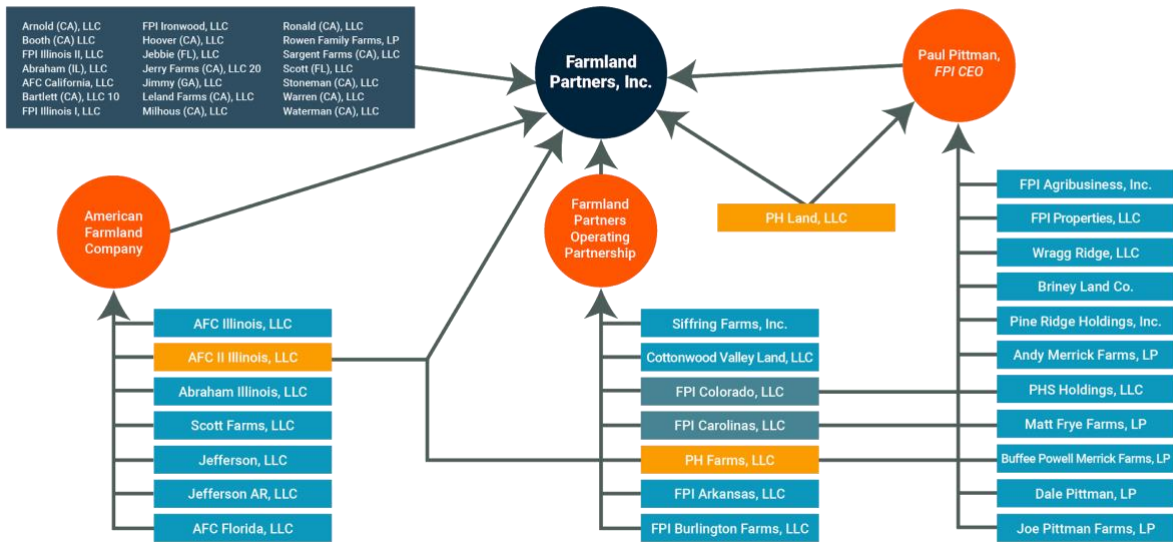 Arnold (CA), LLC
Booth (CA) LLC
FPI Illinois II, LLC
Abraham (IL), LLC
AFC California, LLC
Bartlett (CA), LLC 10
FPI Illinois I, LLC
FPI Ironwood, LLC
Hoover (CA), LLC
Jebbie (FL), LLC
Jerry Farms (CA), LLC 20
Jimmy (GA), LLC
Leland Farms (CA), LLC
Milhous (CA), LLC
Ronald (CA), LLC
Rowen Family Farms, LP
Sargent Farms (CA), LLC
Scott (FL), LLC
Stoneman (CA), LLC
Warren (CA), LLC
Waterman (CA), LLC
Farmland
Partners, Inc.
Paul Pittman,
FPI CEO
American
Farmland
Company
Farmland
Partners
Operating
Partnership
PH Land, LLC
AFC Illinois, LLC
AFC II Illinois, LLC
Abraham Illinois, LLC
Scott Farms, LLC
Jefferson, LLC
Jefferson AR, LLC
AFC Florida, LLC
Siffring Farms, Inc.
Cottonwood Valley Land, LLC
FPI Colorado, LLC
FPI Carolinas, LLC
PH Farms, LLC
FPI Arkansas, LLC
FPI Burlington Farms, LLC
FPI Agribusiness, Inc.
FPI Properties, LLC
Wragg Ridge, LLC
Briney Land Co.
Pine Ridge Holdings, Inc.
Andy Merrick Farms, LP
PHS Holdings, LLC
Matt Frye Farms, LP
Buffee Powell Merrick Farms, LP
Dale Pittman, LP
Joe Pittman Farms, LP